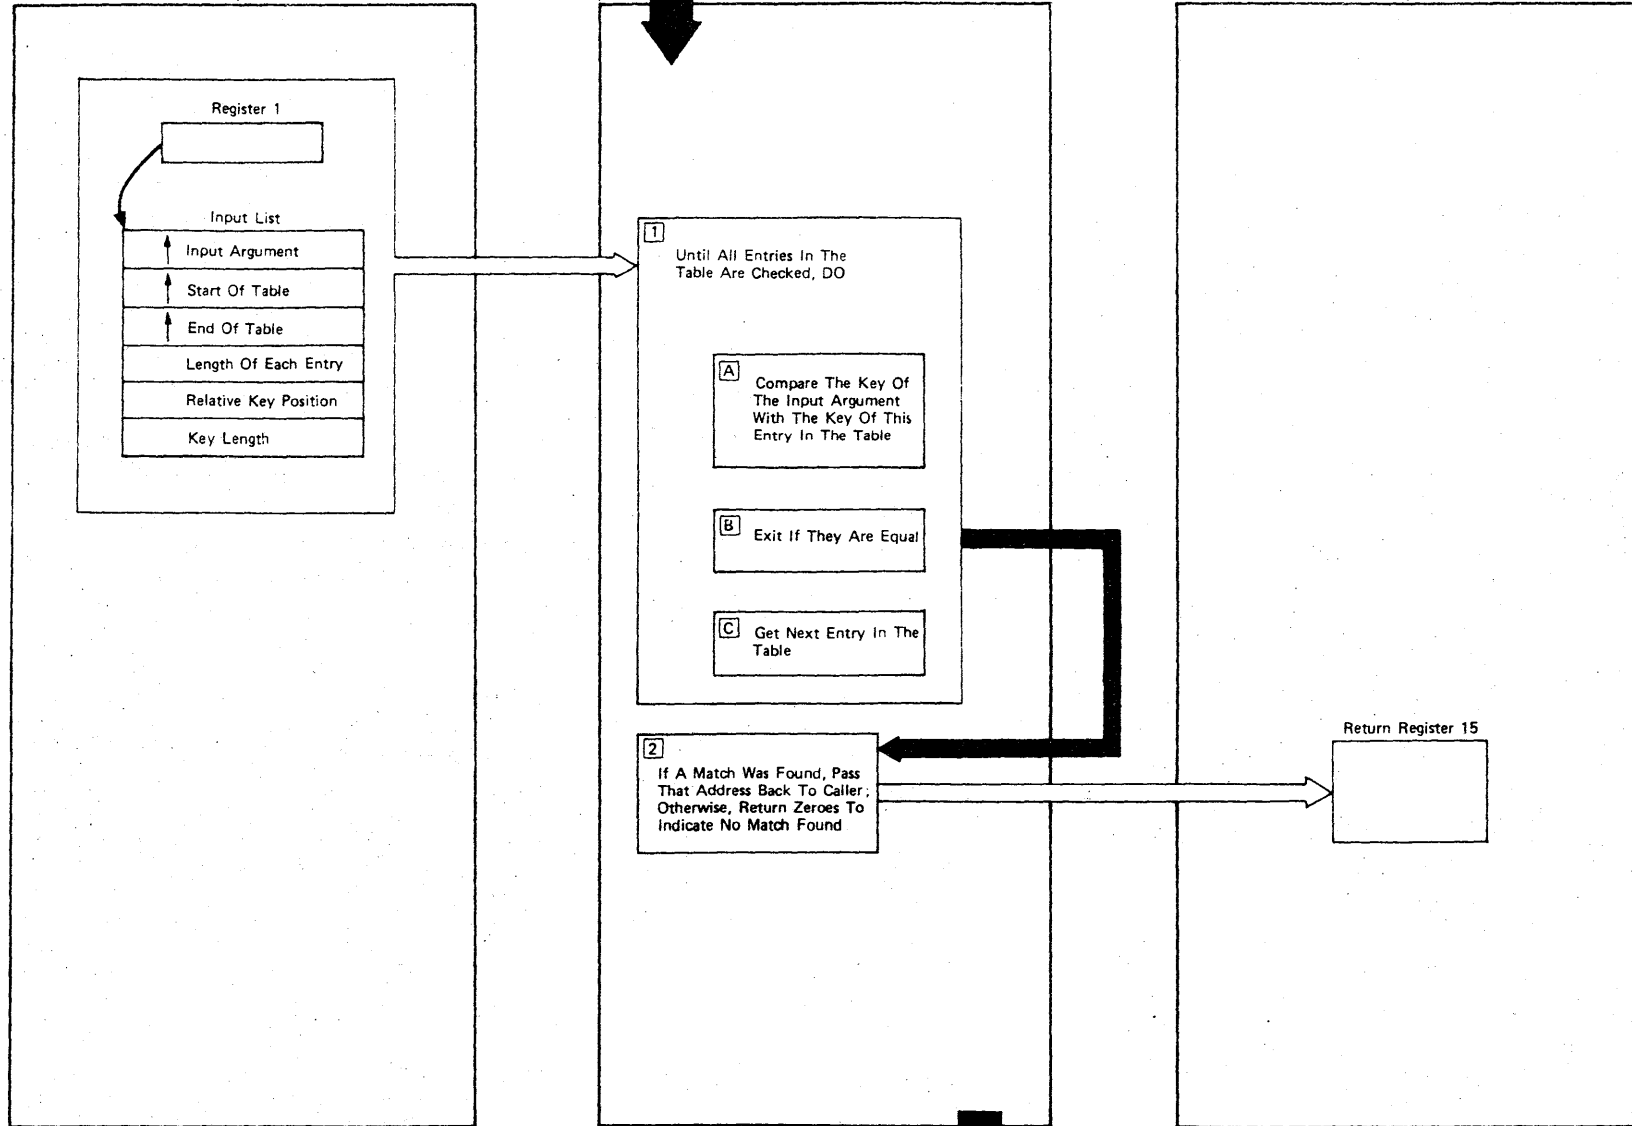 Register 1
Input List
Input Argument
Start Of Table
End Of Table
Length Of Each Entry
Relative Key Position
Key Length
1
Until All Entries In The
Table Are Checked, DO
A
Compare The Key Of
The Input Argument
With The Key Of This
Entry In The Table
B
Exit If They Are Equal
C
Get Next Entry In The
Table
2
If A Match Was Found, Pass
That Address Back To Caller;
Otherwise, Return Zeroes To
Indicate No Match Found
Return Register 15